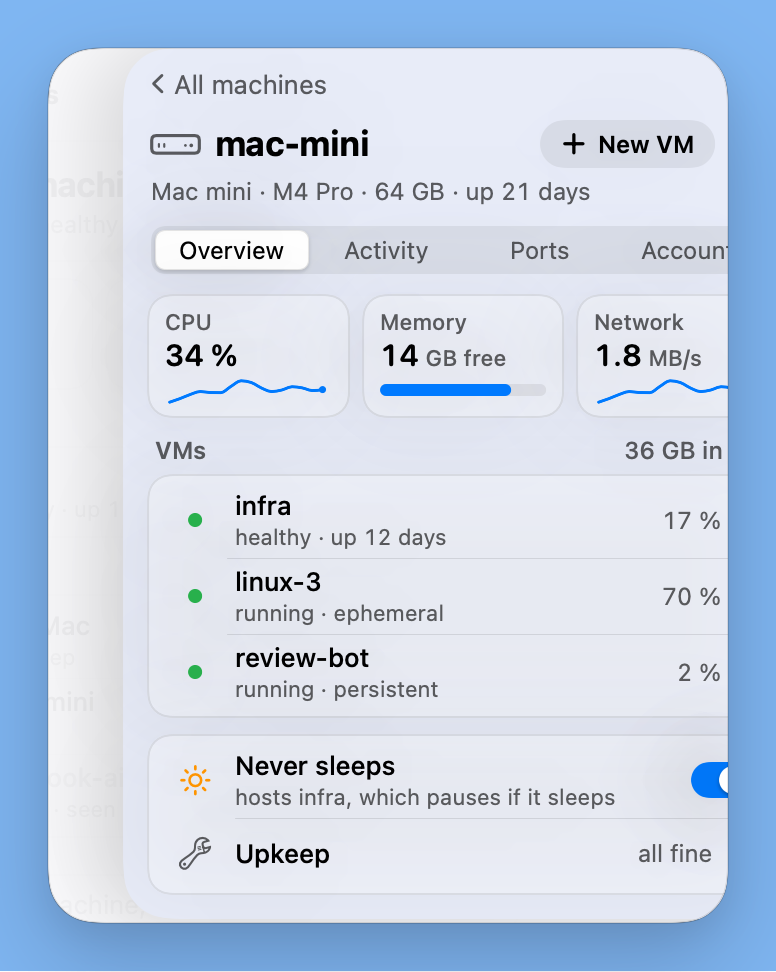 All machines
mac-mini
New VM
Mac mini · M4 Pro · 64 GB · up 21 days
Overview
Activity
Ports
Accoun
CPU
Memory
Network
34 %
14 GB free
1.8 MB/s
VMs
36 GB in
infra
healthy · up 12 days
17 %
linux-3
running · ephemeral
70 %
review-bot
running · persistent
2 %
Never sleeps
hosts infra, which pauses if it sleeps
Upkeep
all fine